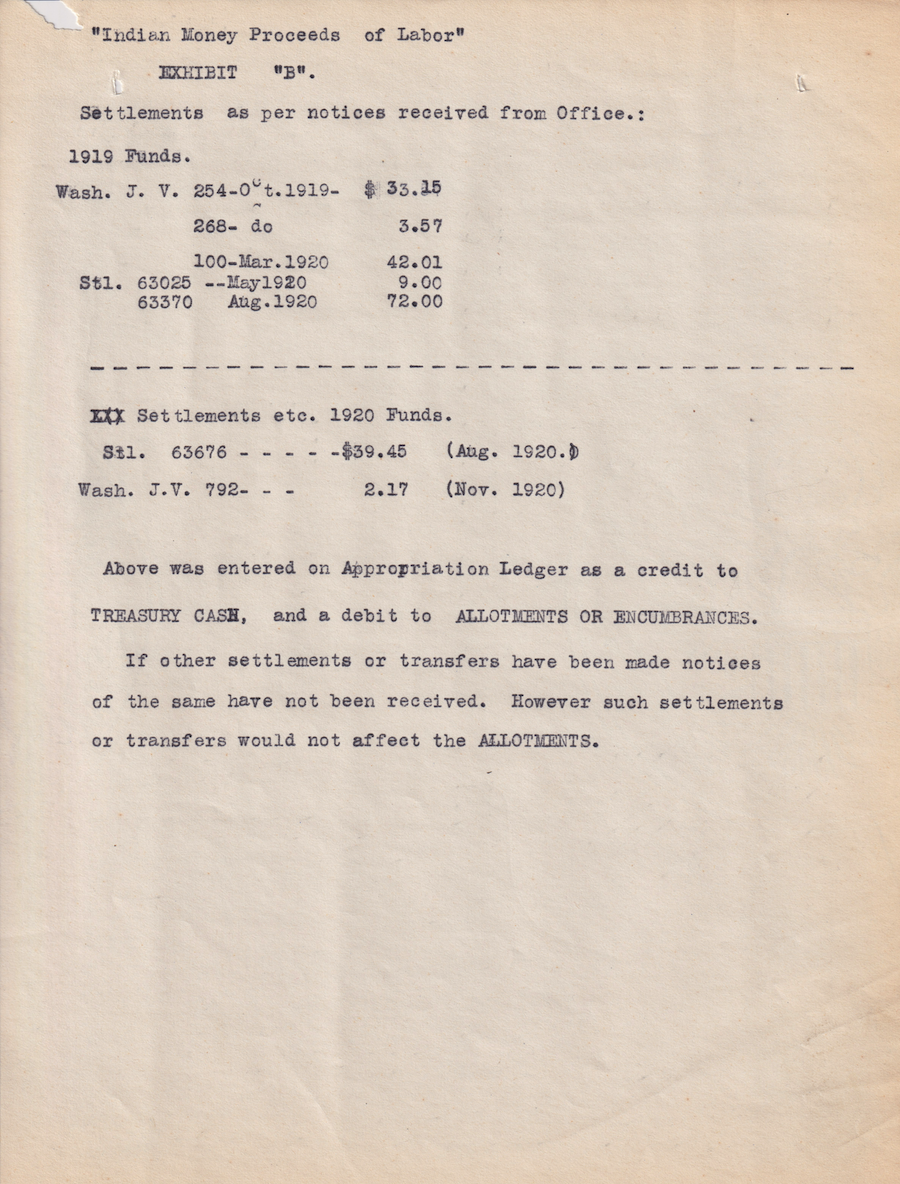 "Indian Money Proceeds of Labor"
EXHIBIT "B".
Settlements as per notices received from Office.:
1919 Funds.
Wash. J. V. 254-Oct.1919- $ 33.15
268- do 3.57
100-Mar.1920 42.01
Stl. 63025 --May1920 9.00
63370 Aug.1920 72.00
- - - - - - - - - - - - - - - - - - - - - - - - - - - - - - - - - -
Settlements etc. 1920 Funds.
Stl. 63676 - - - - -$39.45 (Aug. 1920.)
Wash. J.V. 792- - - 2.17 (Nov. 1920)
Above was entered on Appropriation Ledger as a credit to
TREASURY CASH, and a debit to ALLOTMENTS OR ENCUMBRANCES.
If other settlements or transfers have been made notices
of the same have not been received. However such settlements
or transfers would not affect the ALLOTMENTS.